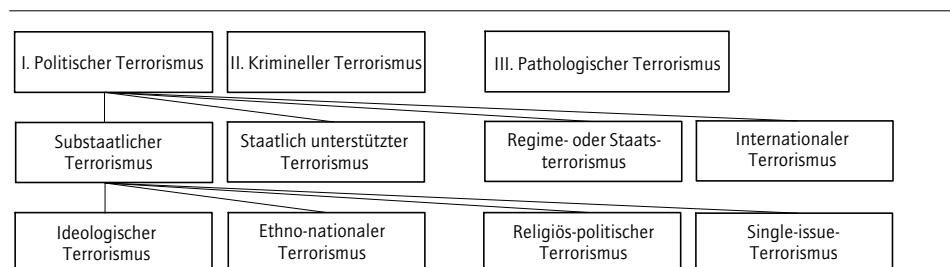 I. Politischer Terrorismus
II. Krimineller Terrorismus
III. Pathologischer Terrorismus
Substaatlicher
Terrorismus
Staatlich unterstützter
Terrorismus
Regime- oder Staats-
terrorismus
Internationaler
Terrorismus
Ideologischer
Terrorismus
Ethno-nationaler
Terrorismus
Religiös-politischer
Terrorismus
Single-issue-
Terrorismus